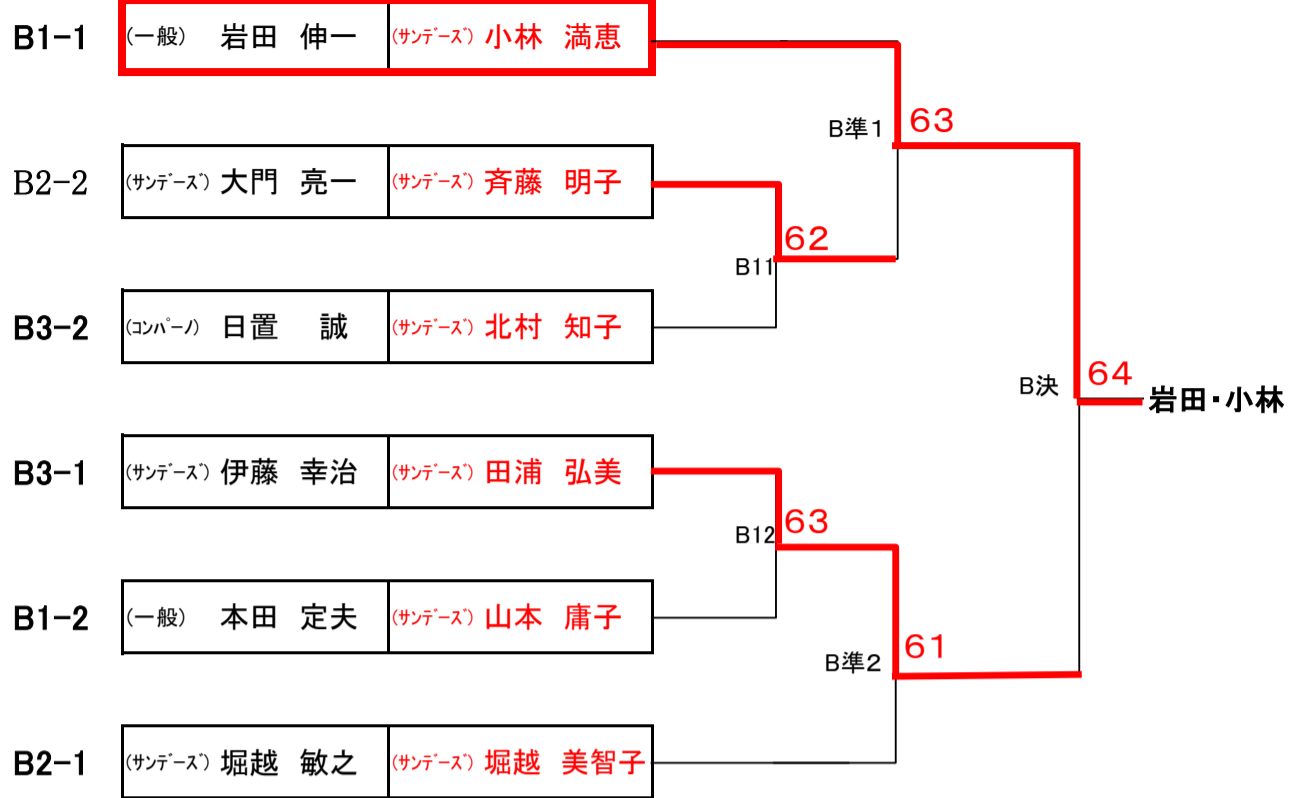 B1-1 (一般) 岩田 伸一 (サンデーズ) 小林 満恵
B準1 63
B2-2 (サンデーズ) 大門 亮一 (サンデーズ) 斉藤 明子
B11 62
B3-2 (コンパーノ) 日置 誠 (サンデーズ) 北村 知子
B決 64 岩田・小林
B3-1 (サンデーズ) 伊藤 幸治 (サンデーズ) 田浦 弘美
B12 63
B1-2 (一般) 本田 定夫 (サンデーズ) 山本 庸子
B準2 61
B2-1 (サンデーズ) 堀越 敏之 (サンデーズ) 堀越 美智子